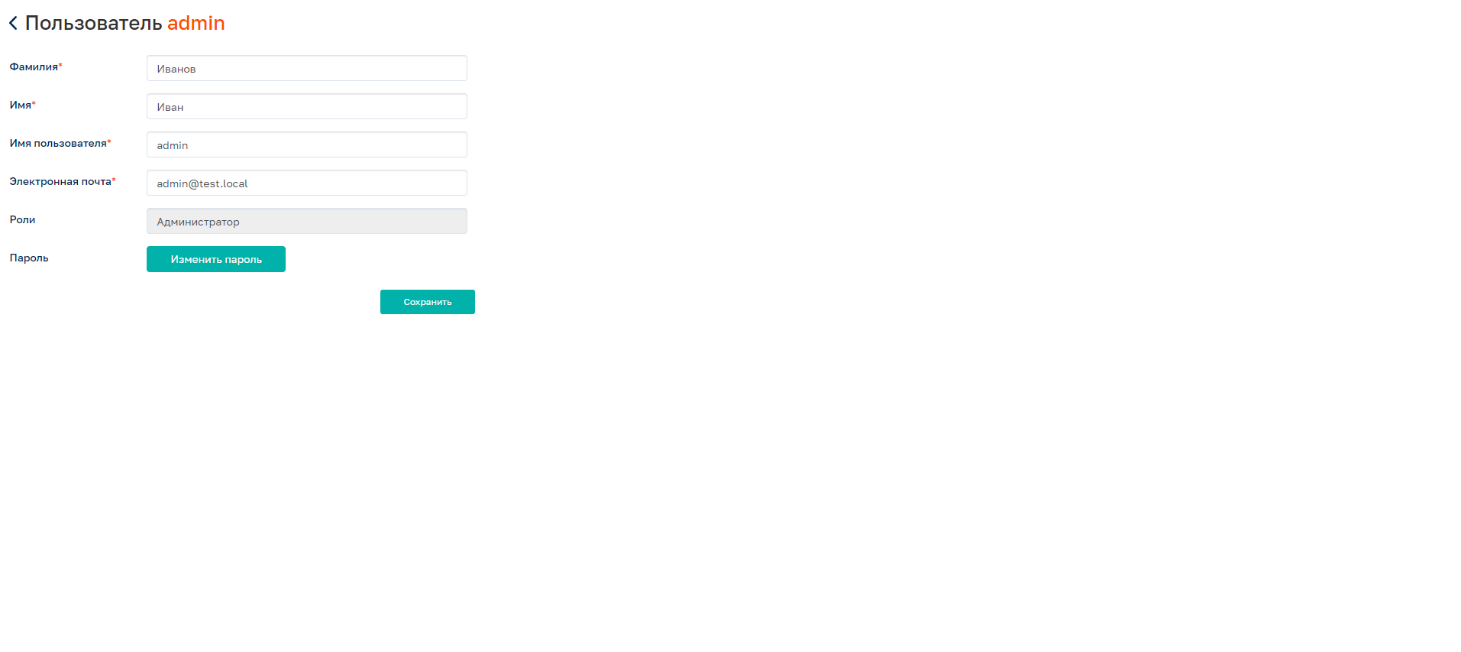 Пользователь admin
Фамилия* Иванов
Имя* Иван
Имя пользователя* admin
Электронная почта* admin@test.local
Роли Администратор
Пароль Изменить пароль
Сохранить